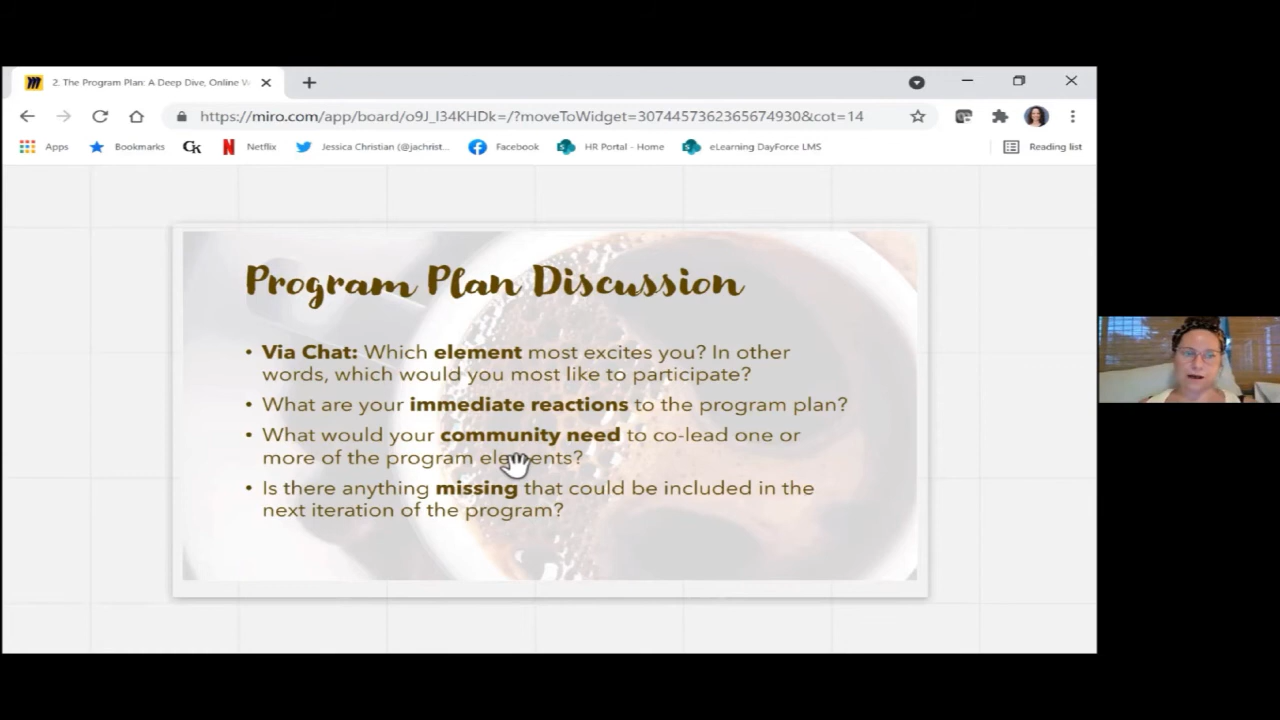 2. The Program Plan: A Deep Dive, Online W
https://miro.com/app/board/o9J_l34KHDk=/?moveToWidget=3074457362365674930&cot=14
Apps
Bookmarks
GK
Netflix
Jessica Christian (@jachrist...
Facebook
HR Portal - Home
eLearning DayForce LMS
Reading list
Program Plan Discussion
• Via Chat: Which element most excites you? In other
words, which would you most like to participate?
• What are your immediate reactions to the program plan?
• What would your community need to co-lead one or
more of the program elements?
• Is there anything missing that could be included in the
next iteration of the program?